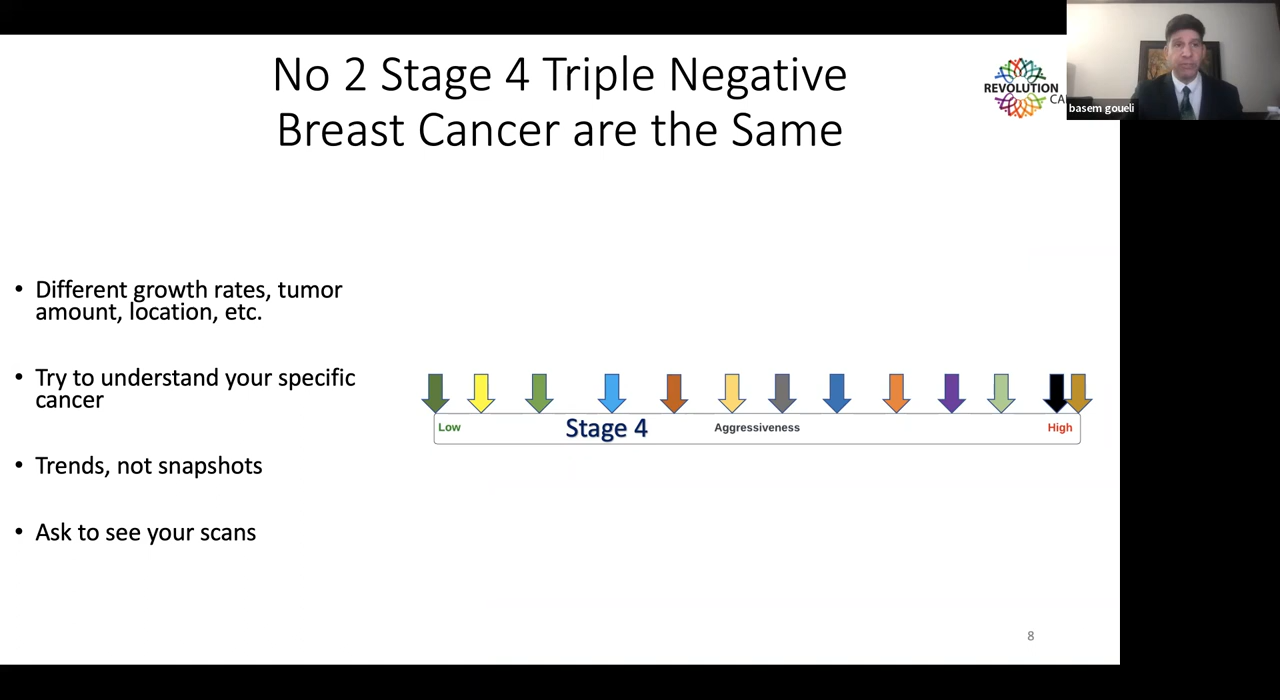 No 2 Stage 4 Triple Negative
Breast Cancer are the Same
REVOLUTION
CA
basem goueli
• Different growth rates, tumor
amount, location, etc.
• Try to understand your specific
cancer
• Trends, not snapshots
• Ask to see your scans
Low
Stage 4
Aggressiveness
High
8